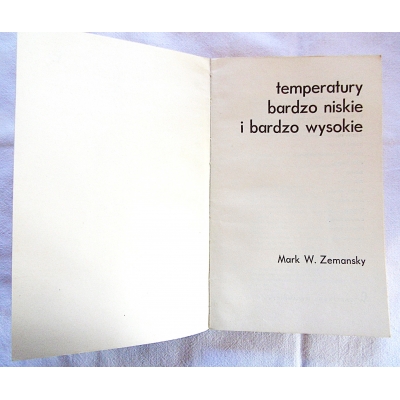 temperatury
bardzo niskie
i bardzo wysokie
Mark W. Zemansky